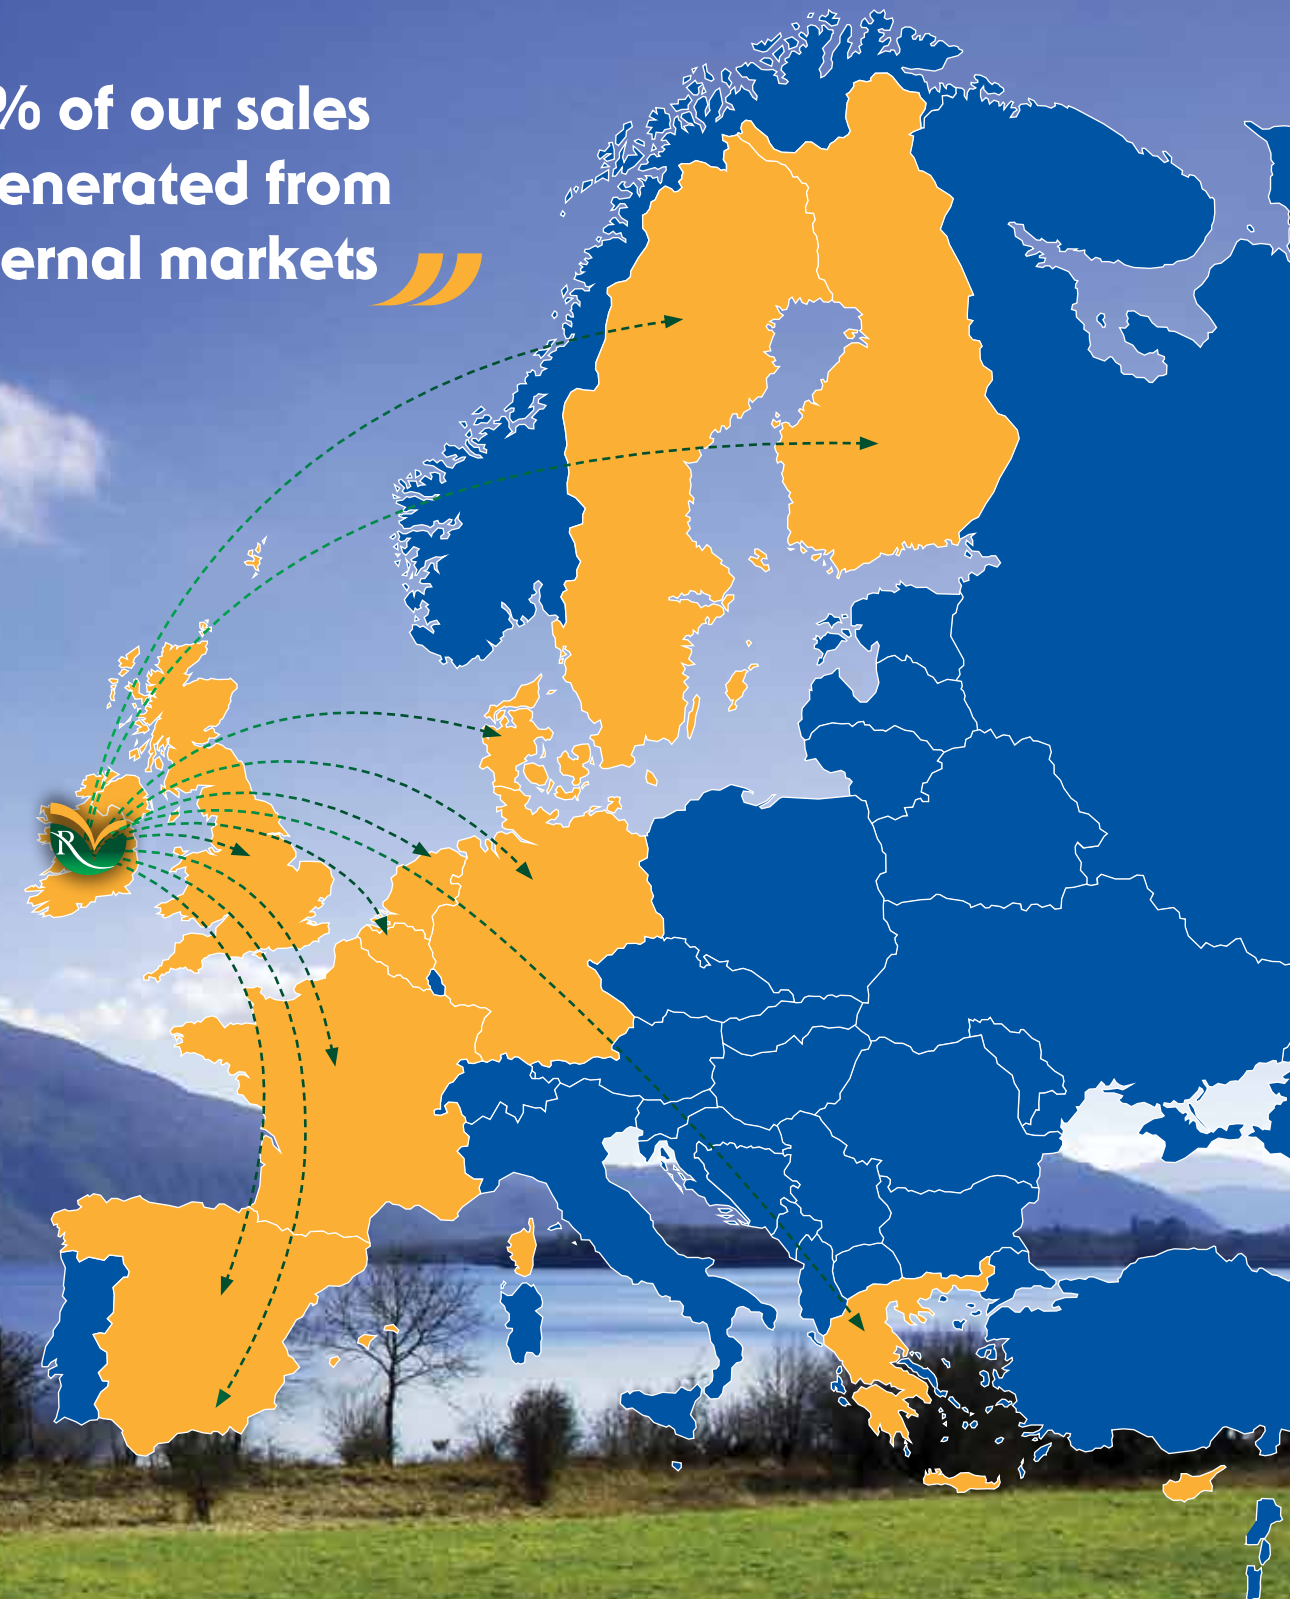 % of our sales
enerated from
ernal markets ”
R